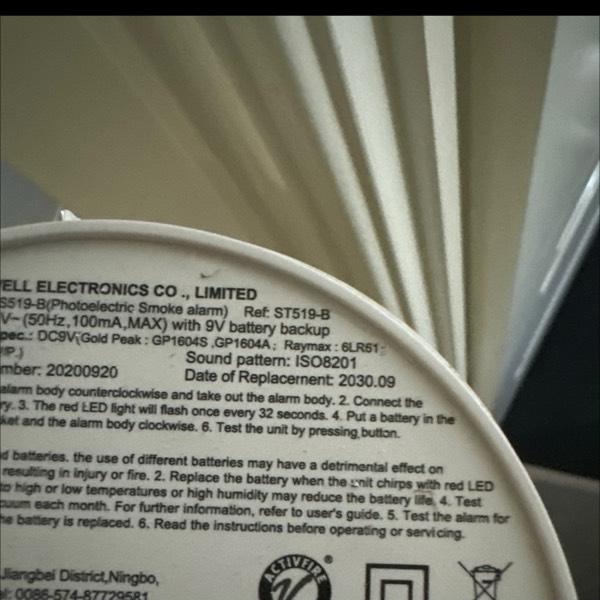 ELL ELECTRONICS CO ., LIMITED
S519-B(Photoelectric Smoke alarm) Ref: ST519-B
V~(50Hz,100mA,MAX) with 9V battery backup
pec.: DC9V(Gold Peak : GP1604S ,GP1604A; Raymax : 6LR51-
P.)
Sound pattern: ISO8201
mber: 20200920 Date of Replacement: 2030.09
alarm body counterclockwise and take out the alarm body. 2. Connect the
ry. 3. The red LED light will flash once every 32 seconds. 4. Put a battery in the
ket and the alarm body clockwise. 6. Test the unit by pressing button.
d batteries. the use of different batteries may have a detrimental effect on
resulting in injury or fire. 2. Replace the battery when the unit chirps with red LED
to high or low temperatures or high humidity may reduce the battery life. 4. Test
cuum each month. For further information, refer to user's guide. 5. Test the alarm for
he battery is replaced. 6. Read the instructions before operating or servicing.
ACTIVFIRE ®
Jiangbei District,Ningbo,
el: 0086-574-87729581